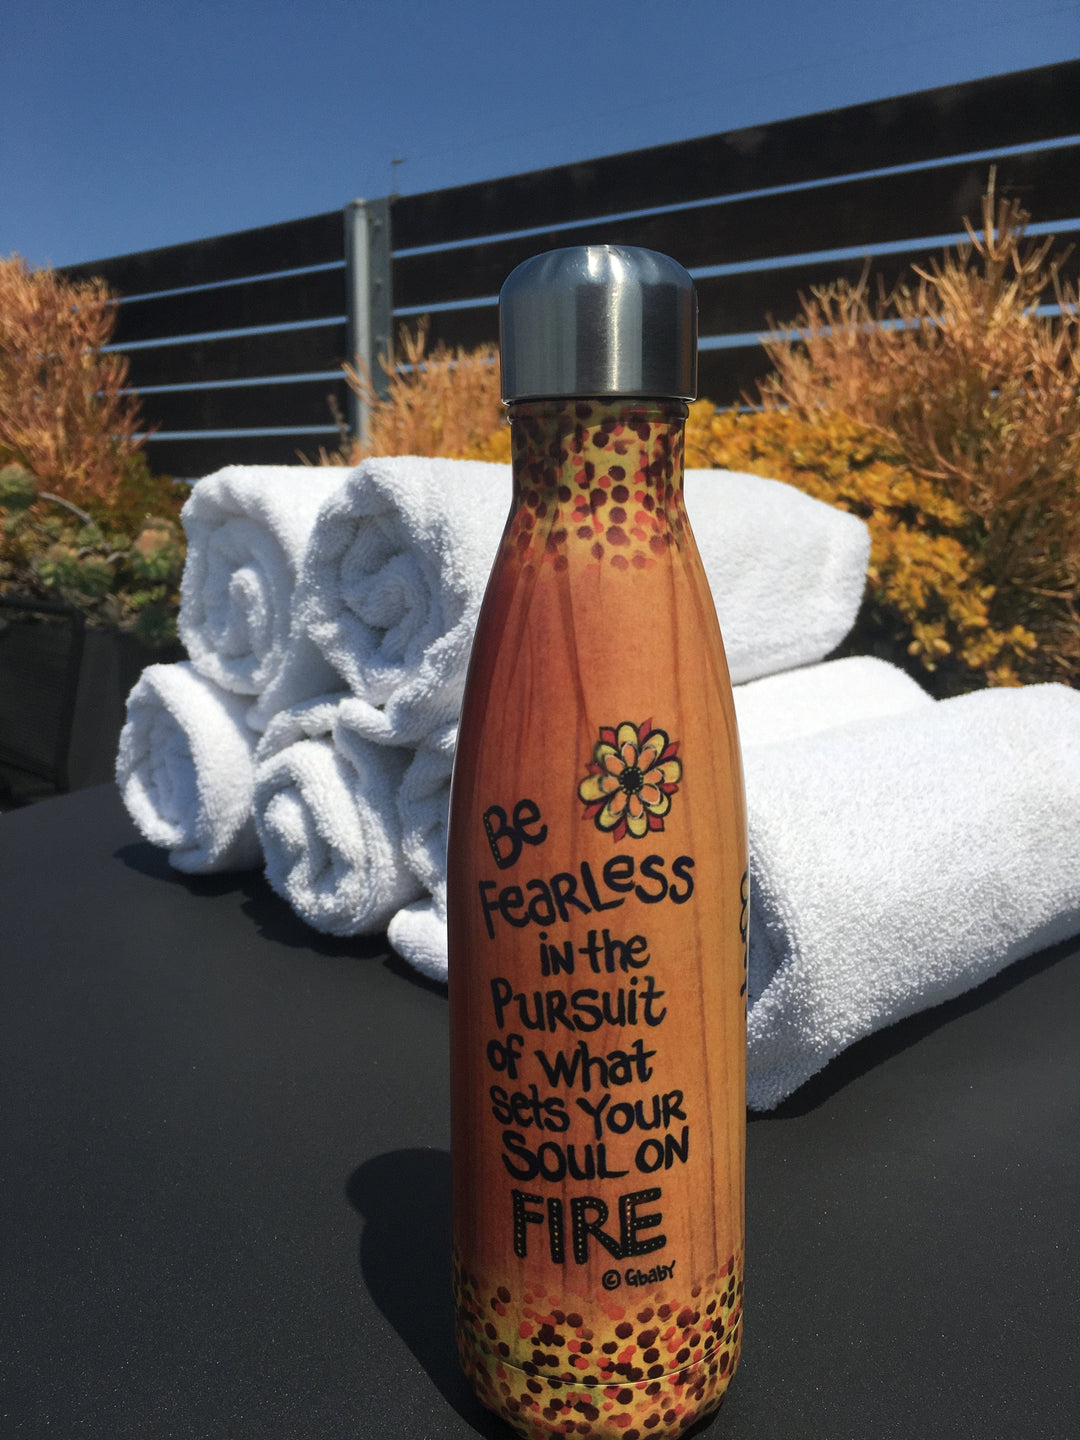 Be
FeaRLeSS
iN the
PuRSuit
of what
sets YOUR
SOUL ON
FIRE
© Gbaby